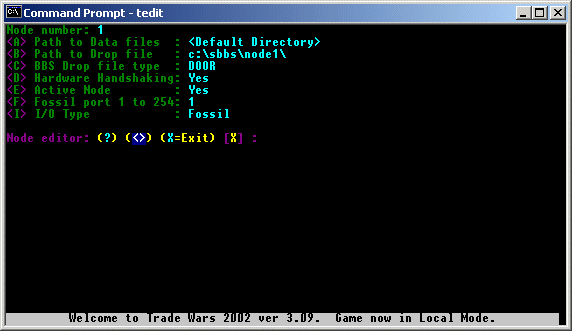 Command Prompt - tedit
Node number: 1
<A> Path to Data files : <Default Directory>
<B> Path to Drop file : c:\sbbs\node1\
<C> BBS Drop file type : DOOR
<D> Hardware Handshaking: Yes
<E> Active Node : Yes
<F> Fossil port 1 to 254: 1
<I> I/O Type : Fossil
Node editor: (?) (<>) (X=Exit) [X] :
Welcome to Trade Wars 2002 ver 3.09. Game now in Local Mode.